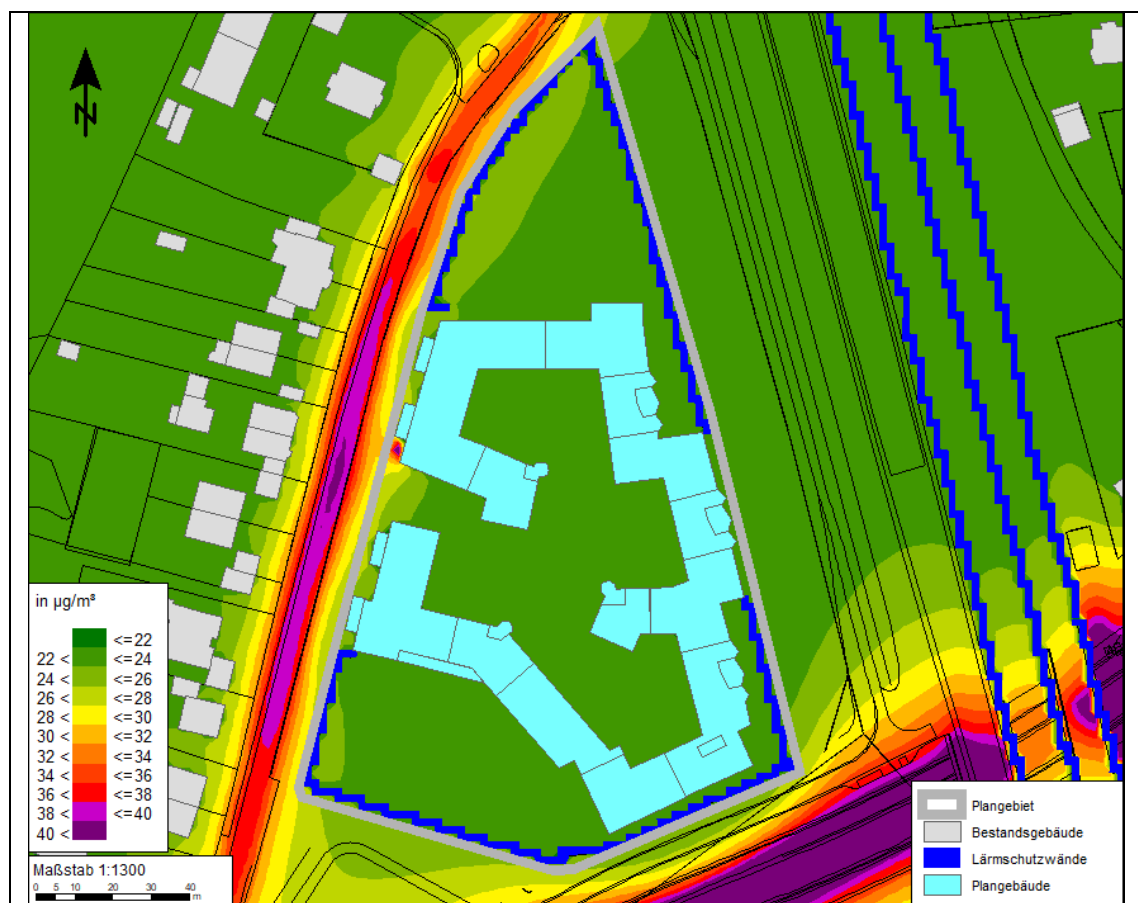 N
in µg/m³
<=22
22 < <=24
24 < <=26
26 < <=28
28 < <=30
30 < <=32
32 < <=34
34 < <=36
36 < <=38
38 < <=40
40 <
Maßstab 1:1300
0 5 10 20 30 40
m
Plangebiet
Bestandsgebäude
Lärmschutzwände
Plangebäude